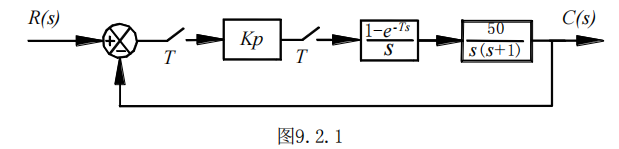 R(s) C(s)
+ − T Kp T 1-e^-Ts / s 50 / s(s+1)
图9.2.1